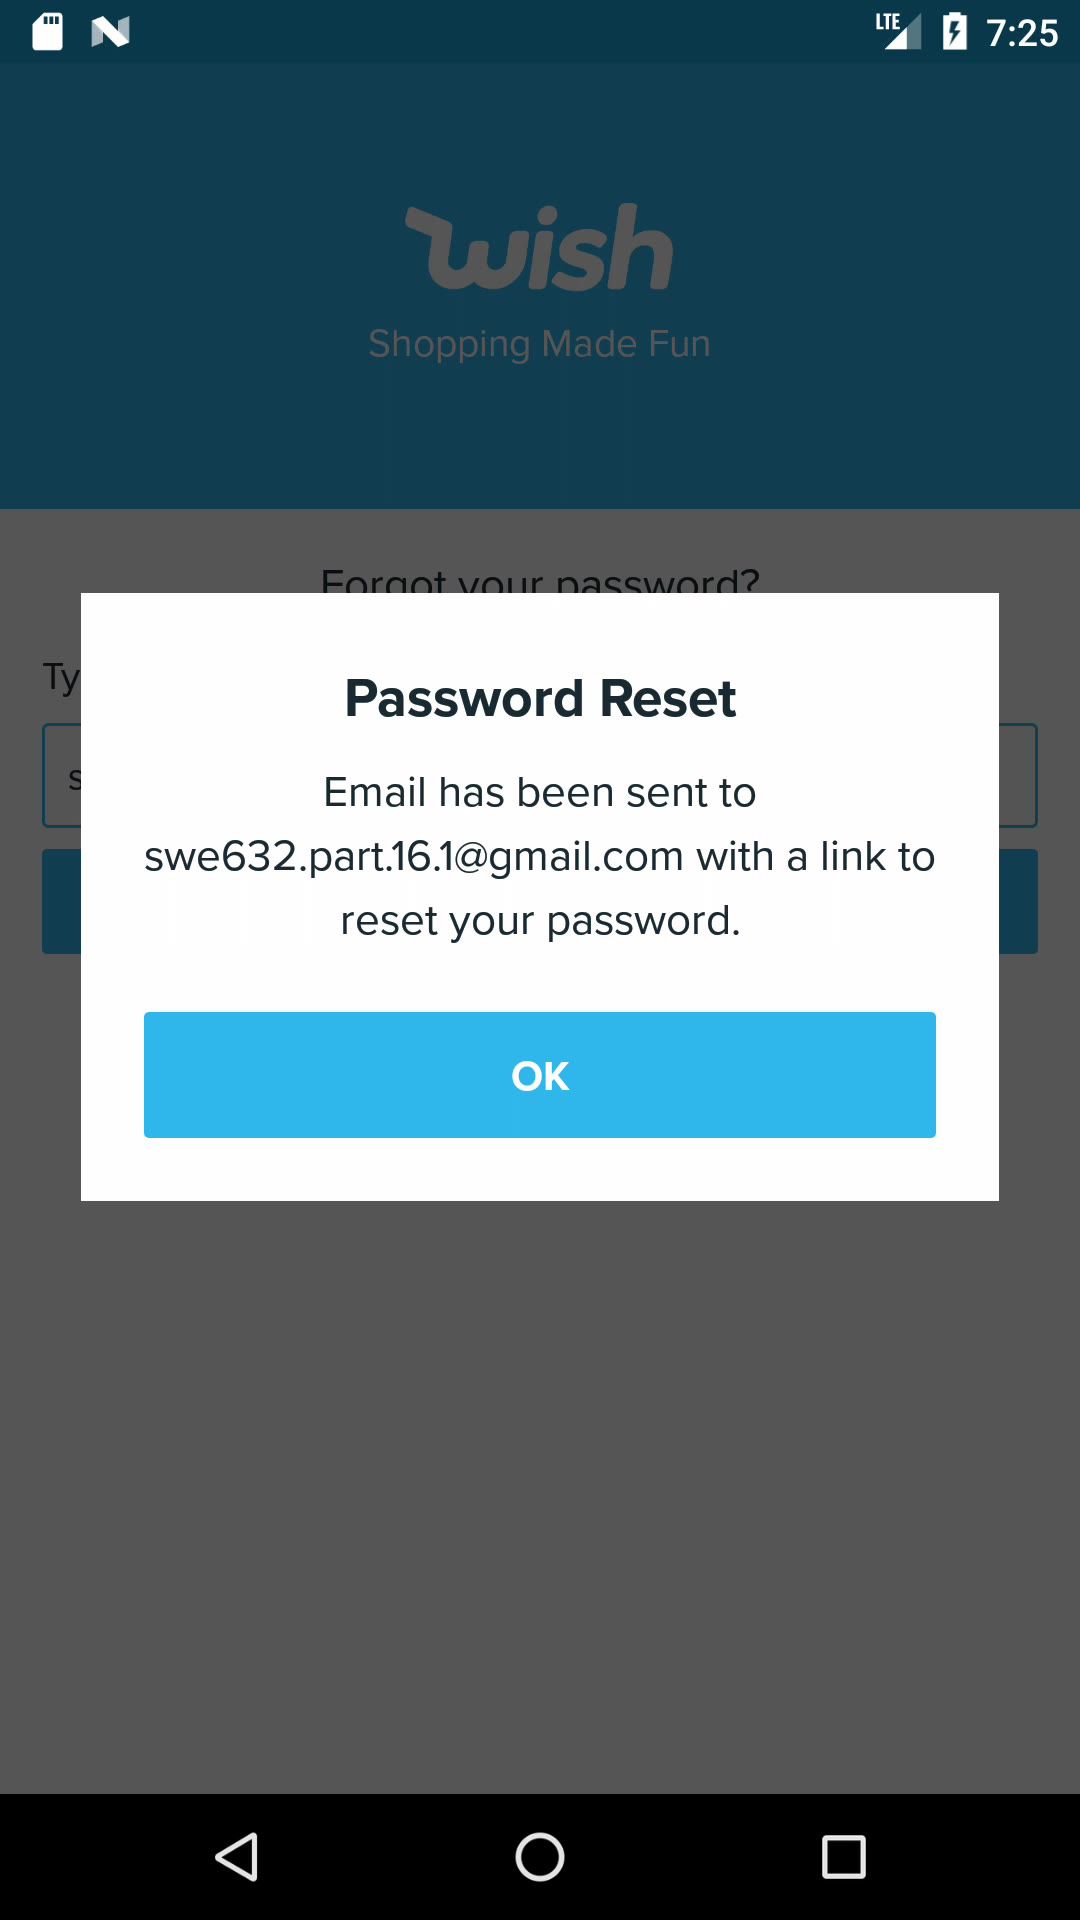 LTE 7:25
wish
Shopping Made Fun
Forgot your password?
Ty
s
Password Reset
Email has been sent to
swe632.part.16.1@gmail.com with a link to
reset your password.
OK